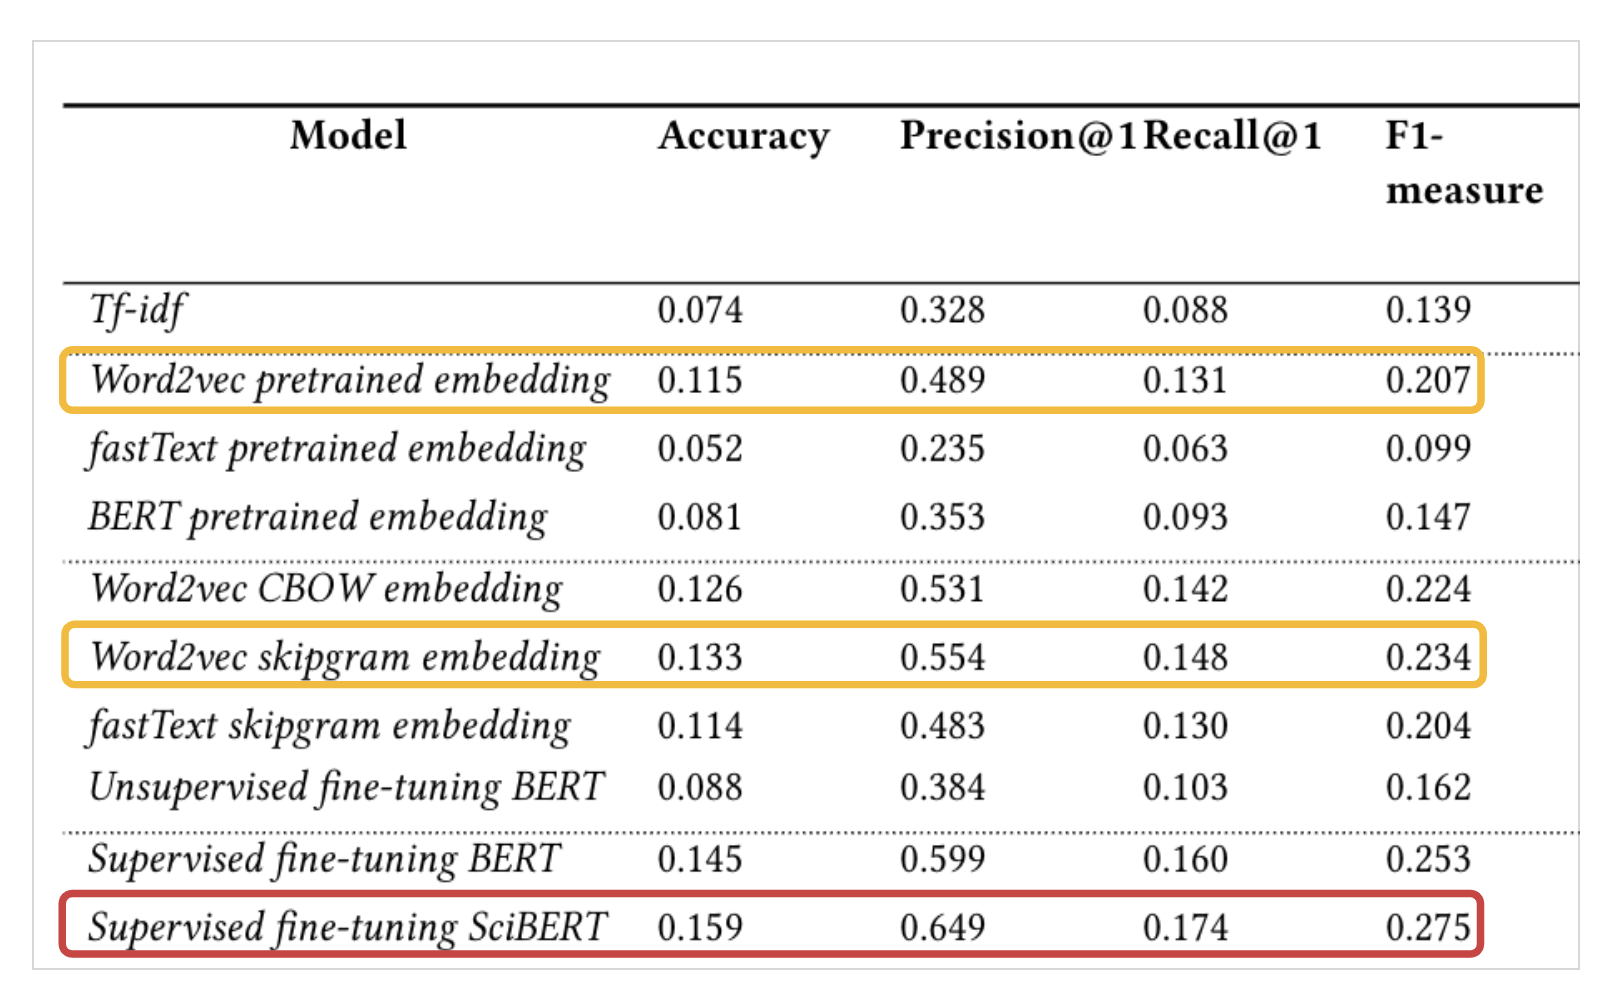 Model Accuracy Precision@1 Recall@1 F1-
measure
Tf-idf 0.074 0.328 0.088 0.139
Word2vec pretrained embedding 0.115 0.489 0.131 0.207
fastText pretrained embedding 0.052 0.235 0.063 0.099
BERT pretrained embedding 0.081 0.353 0.093 0.147
Word2vec CBOW embedding 0.126 0.531 0.142 0.224
Word2vec skipgram embedding 0.133 0.554 0.148 0.234
fastText skipgram embedding 0.114 0.483 0.130 0.204
Unsupervised fine-tuning BERT 0.088 0.384 0.103 0.162
Supervised fine-tuning BERT 0.145 0.599 0.160 0.253
Supervised fine-tuning SciBERT 0.159 0.649 0.174 0.275